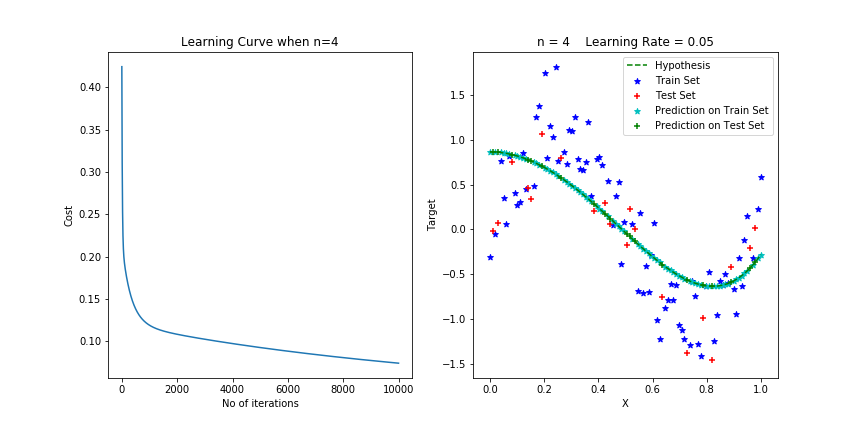 Learning Curve when n=4
Cost
0.40
0.35
0.30
0.25
0.20
0.15
0.10
0
2000
4000
6000
8000
10000
No of iterations
n = 4    Learning Rate = 0.05
Target
1.5
1.0
0.5
0.0
−0.5
−1.0
−1.5
Hypothesis
Train Set
Test Set
Prediction on Train Set
Prediction on Test Set
0.0
0.2
0.4
0.6
0.8
1.0
X